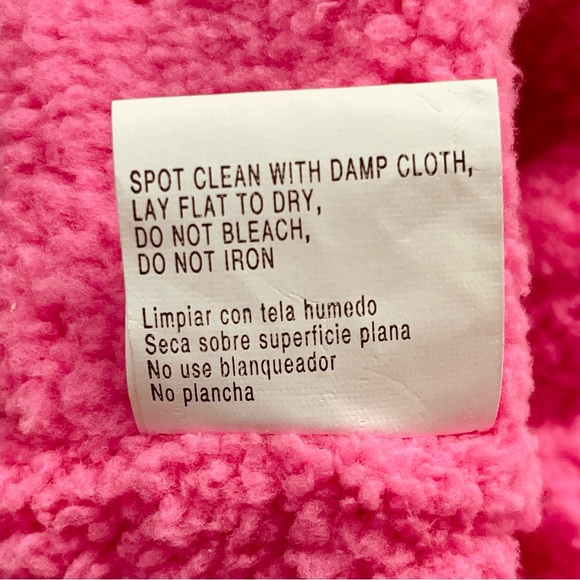 SPOT CLEAN WITH DAMP CLOTH,
LAY FLAT TO DRY,
DO NOT BLEACH,
DO NOT IRON
Limpiar con tela humedo
Seca sobre superficie plana
No use blanqueador
No plancha